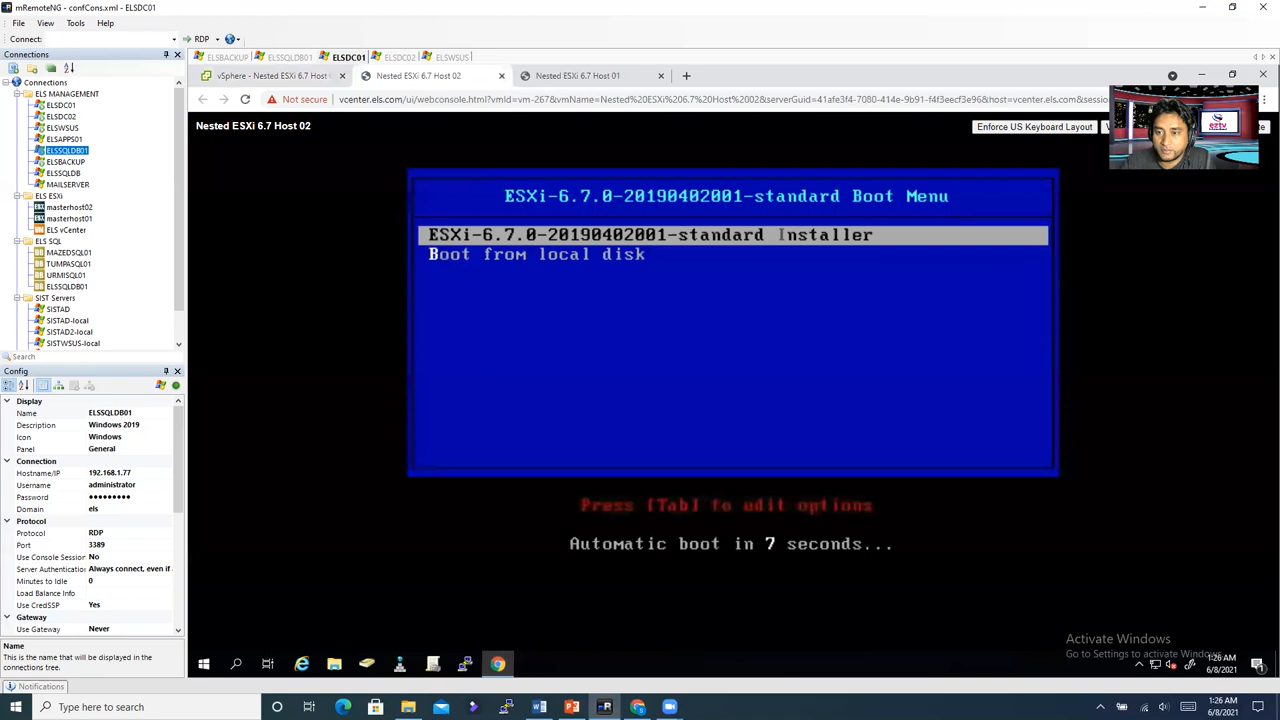 mRemoteNG - confCons.xml - ELSDC01
File View Tools Help
Connect: RDP
Connections
ELSBACKUP ELSSQLDB01 ELSDC01 ELSDC02 ELSWSUS
vSphere - Nested ESXi 6.7 Host Nested ESXi 6.7 Host 02 Nested ESXi 6.7 Host 01
Not secure vcenter.els.com/ui/webconsole.html?vmId=vm-267&vmName=Nested%20ESXi%206.7%20Host%2002&serverGuid=41afe3f4-7080-414e-9b91-f4f3eecf3e96&host=vcenter.els.com&sessio
Nested ESXi 6.7 Host 02
Enforce US Keyboard Layout
eztv
Connections
ELS MANAGEMENT
ELSDC01
ELSDC02
ELSWSUS
ELSAPPS01
ELSSQLDB01
ELSBACKUP
ELSSQLDB
MAILSERVER
ELS ESXi
masterhost02
masterhost01
ELS vCenter
ELS SQL
MAZEDSQL01
TUMPASQL01
URMISQL01
ELSSQLDB01
SIST Servers
SISTAD
SISTAD-local
SISTAD2-local
SISTWSUS-local
Search
Config
Display
Name ELSSQLDB01
Description Windows 2019
Icon Windows
Panel General
Connection
Hostname/IP 192.168.1.77
Username administrator
Password •••••••••
Domain els
Protocol
Protocol RDP
Port 3389
Use Console Session No
Server Authentication Always connect, even if
Minutes to Idle 0
Load Balance Info
Use CredSSP Yes
Gateway
Use Gateway Never
Name
This is the name that will be displayed in the connections tree.
Notifications
ESXi-6.7.0-20190402001-standard Boot Menu
ESXi-6.7.0-20190402001-standard Installer
Boot from local disk
Press [Tab] to edit options
Automatic boot in 7 seconds...
Activate Windows
Go to Settings to activate Windows.
1:26 AM
6/8/2021
Type here to search
1:26 AM
6/8/2021